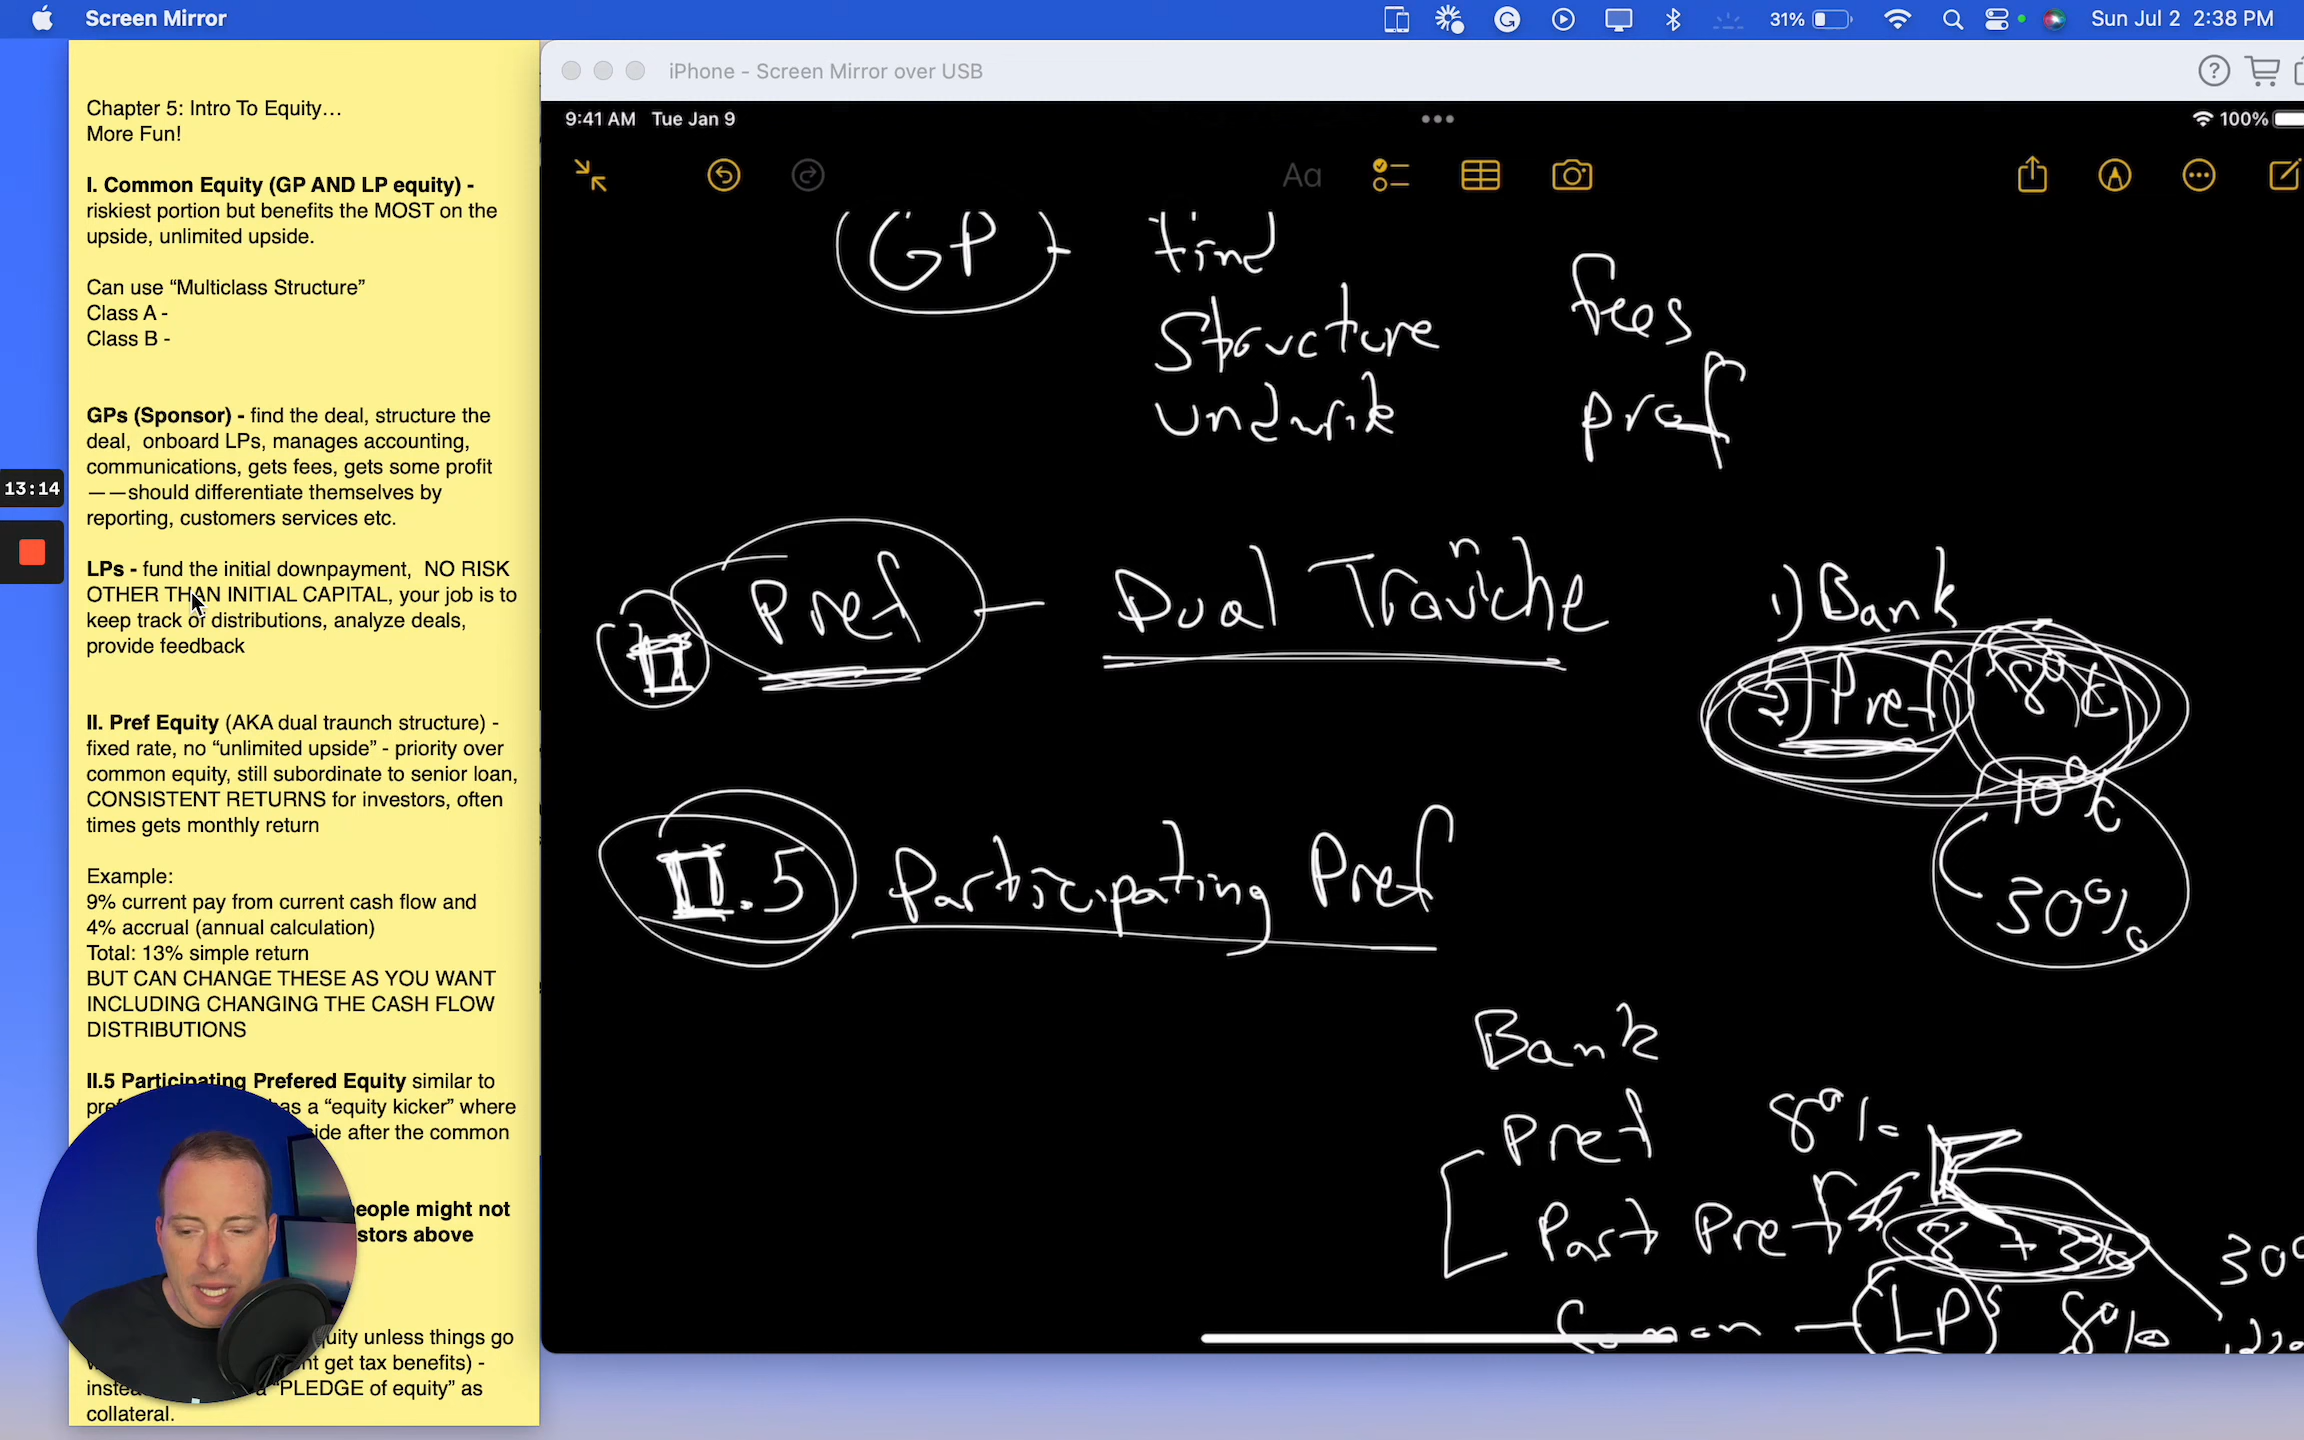 Screen Mirror
31%
Sun Jul 2 2:38 PM
iPhone - Screen Mirror over USB
9:41 AM Tue Jan 9
100%
Aa
13:14
Chapter 5: Intro To Equity…
More Fun!
I. Common Equity (GP AND LP equity) -
riskiest portion but benefits the MOST on the
upside, unlimited upside.
Can use “Multiclass Structure”
Class A -
Class B -
GPs (Sponsor) - find the deal, structure the
deal, onboard LPs, manages accounting,
communications, gets fees, gets some profit
——should differentiate themselves by
reporting, customers services etc.
LPs - fund the initial downpayment, NO RISK
OTHER THAN INITIAL CAPITAL, your job is to
keep track of distributions, analyze deals,
provide feedback
II. Pref Equity (AKA dual traunch structure) -
fixed rate, no “unlimited upside” - priority over
common equity, still subordinate to senior loan,
CONSISTENT RETURNS for investors, often
times gets monthly return
Example:
9% current pay from current cash flow and
4% accrual (annual calculation)
Total: 13% simple return
BUT CAN CHANGE THESE AS YOU WANT
INCLUDING CHANGING THE CASH FLOW
DISTRIBUTIONS
II.5 Participating Prefered Equity similar to
has a “equity kicker” where
after the common
people might not
above
unless things go
get tax benefits) -
“PLEDGE of equity” as
collateral.
GP - find
Structure
fees
prof
II Pref - Dual Tranche
1) Bank
2) Pref 8%
10%
30%
II.5 Participating Pref
Bank
Pref 8%
Part Pref 8 + 3%
Common - LPs 8%